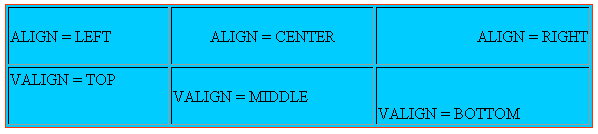 ALIGN = LEFT
ALIGN = CENTER
ALIGN = RIGHT
VALIGN = TOP
VALIGN = MIDDLE
VALIGN = BOTTOM